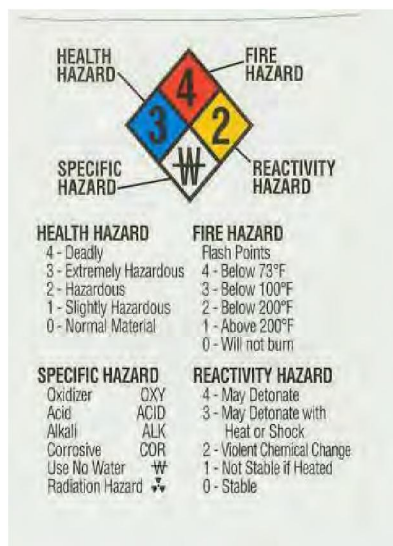 HEALTH
HAZARD
FIRE
HAZARD
4
3
2
W
SPECIFIC
HAZARD
REACTIVITY
HAZARD
HEALTH HAZARD
4 - Deadly
3 - Extremely Hazardous
2 - Hazardous
1 - Slightly Hazardous
0 - Normal Material
FIRE HAZARD
Flash Points
4 - Below 73°F
3 - Below 100°F
2 - Below 200°F
1 - Above 200°F
0 - Will not burn
SPECIFIC HAZARD
Oxidizer OXY
Acid ACID
Alkali ALK
Corrosive COR
Use No Water W
Radiation Hazard
REACTIVITY HAZARD
4 - May Detonate
3 - May Detonate with
Heat or Shock
2 - Violent Chemical Change
1 - Not Stable if Heated
0 - Stable